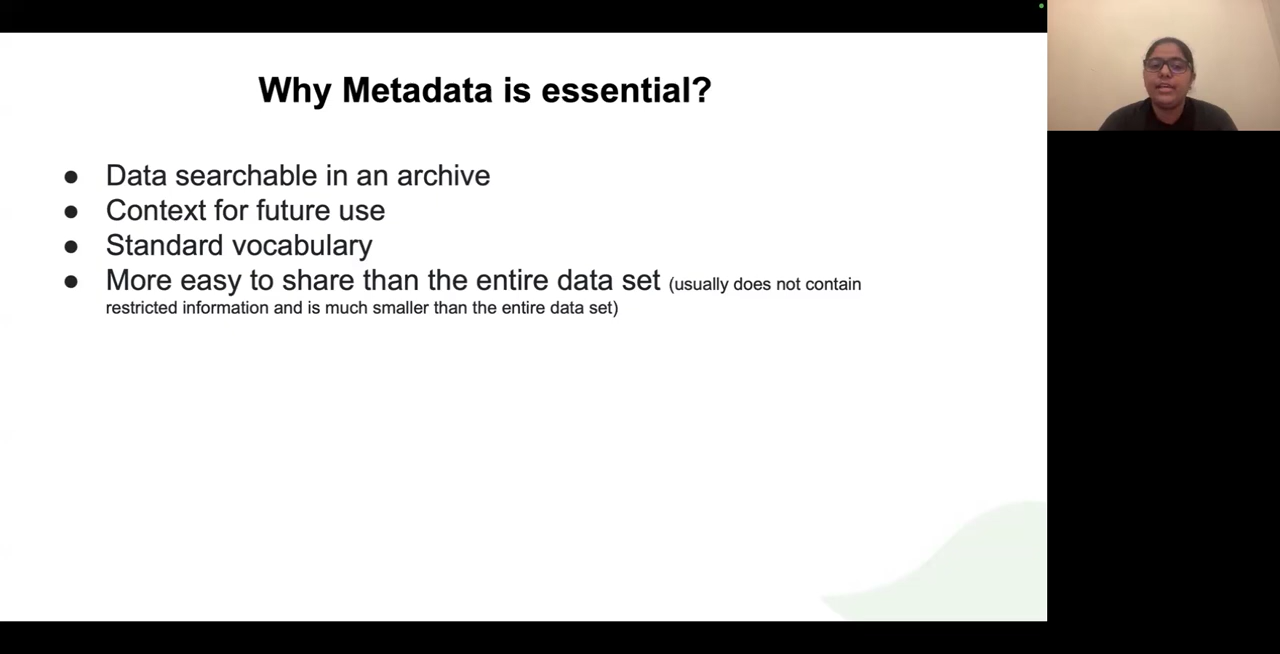 Why Metadata is essential?
● Data searchable in an archive
● Context for future use
● Standard vocabulary
● More easy to share than the entire data set (usually does not contain
restricted information and is much smaller than the entire data set)